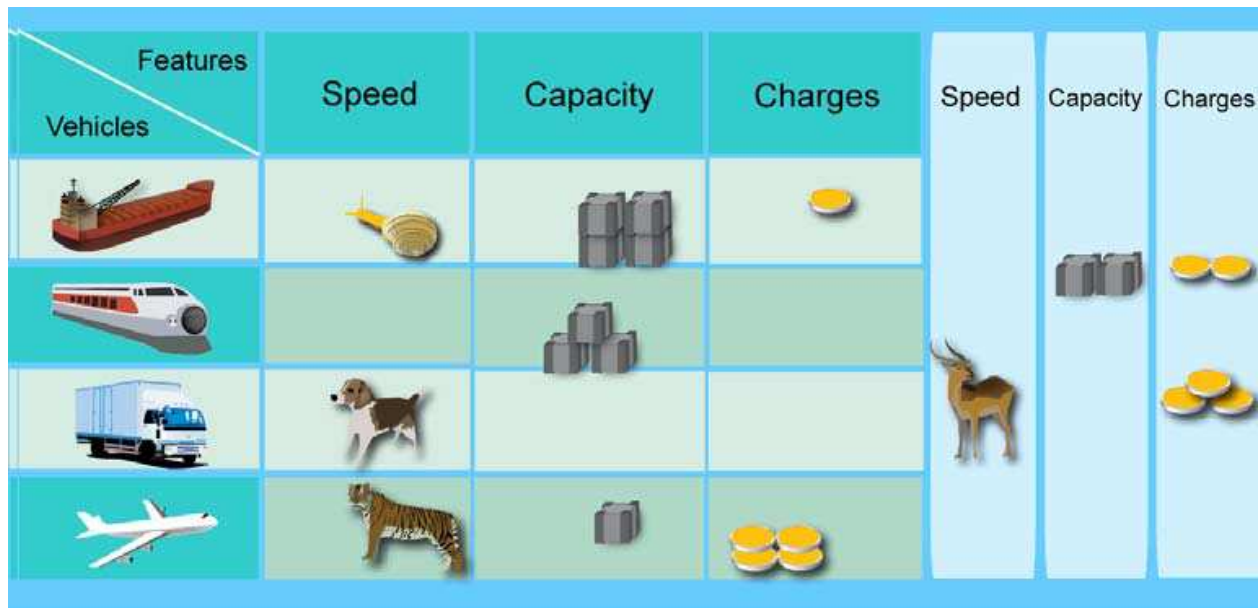 Features
Vehicles
Speed
Capacity
Charges
Speed
Capacity
Charges